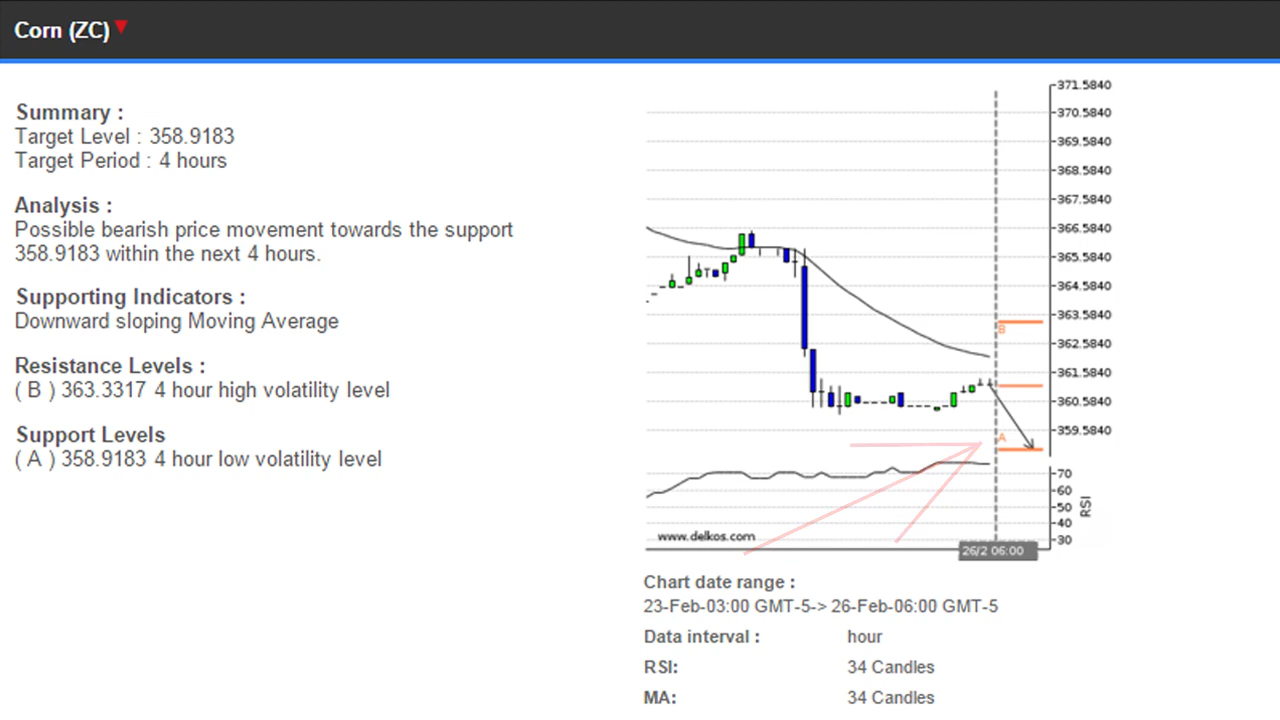 Corn (ZC)
Summary :
Target Level : 358.9183
Target Period : 4 hours
Analysis :
Possible bearish price movement towards the support
358.9183 within the next 4 hours.
Supporting Indicators :
Downward sloping Moving Average
Resistance Levels :
( B ) 363.3317 4 hour high volatility level
Support Levels
( A ) 358.9183 4 hour low volatility level
371.5840
370.5840
369.5840
368.5840
367.5840
366.5840
365.5840
364.5840
363.5840
B
362.5840
361.5840
360.5840
359.5840
A
70
60
50
40
30
RSI
www.delkos.com
26/2 06:00
Chart date range :
23-Feb-03:00 GMT-5-> 26-Feb-06:00 GMT-5
Data interval : hour
RSI: 34 Candles
MA: 34 Candles